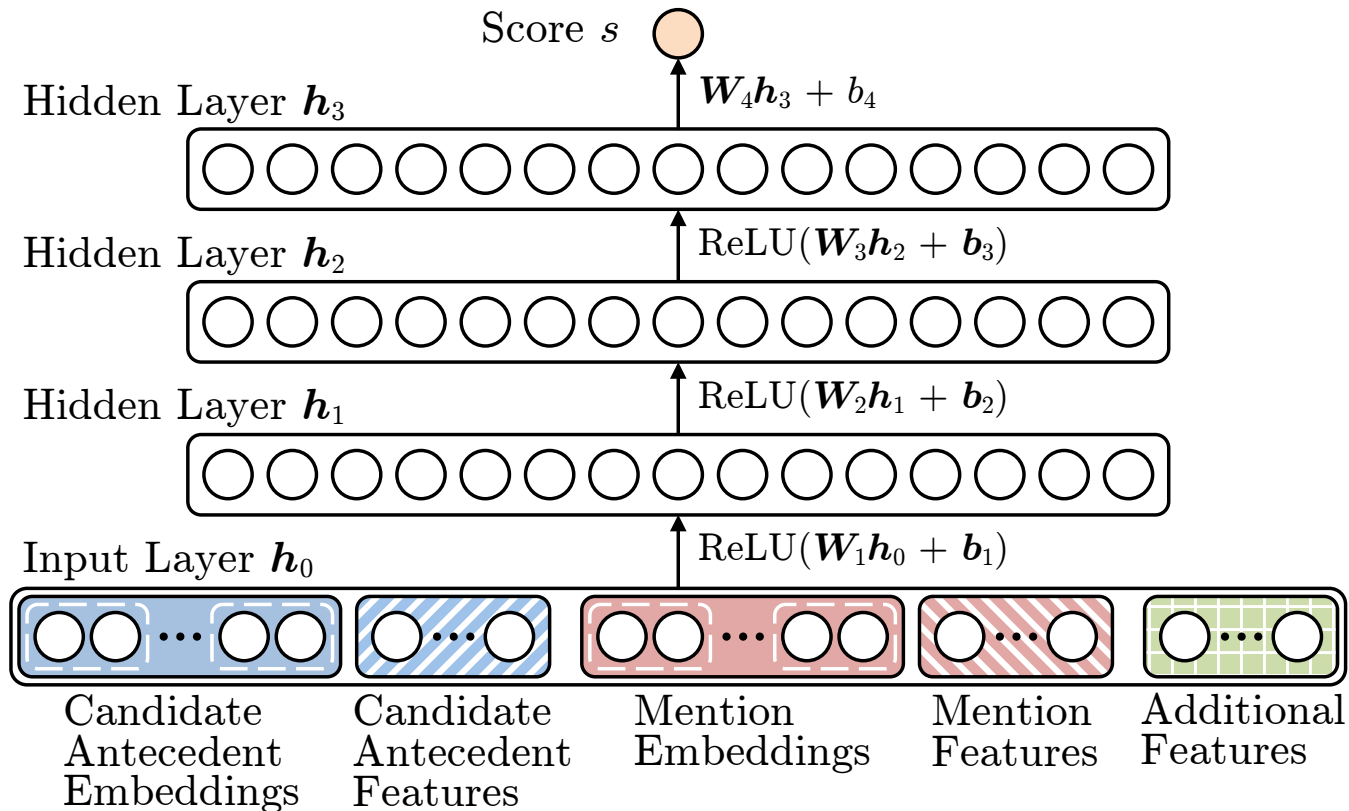 Score s
W₄h₃ + b₄
Hidden Layer h₃
ReLU(W₃h₂ + b₃)
Hidden Layer h₂
ReLU(W₂h₁ + b₂)
Hidden Layer h₁
ReLU(W₁h₀ + b₁)
Input Layer h₀
Candidate
Antecedent
Embeddings
Candidate
Antecedent
Features
Mention
Embeddings
Mention
Features
Additional
Features